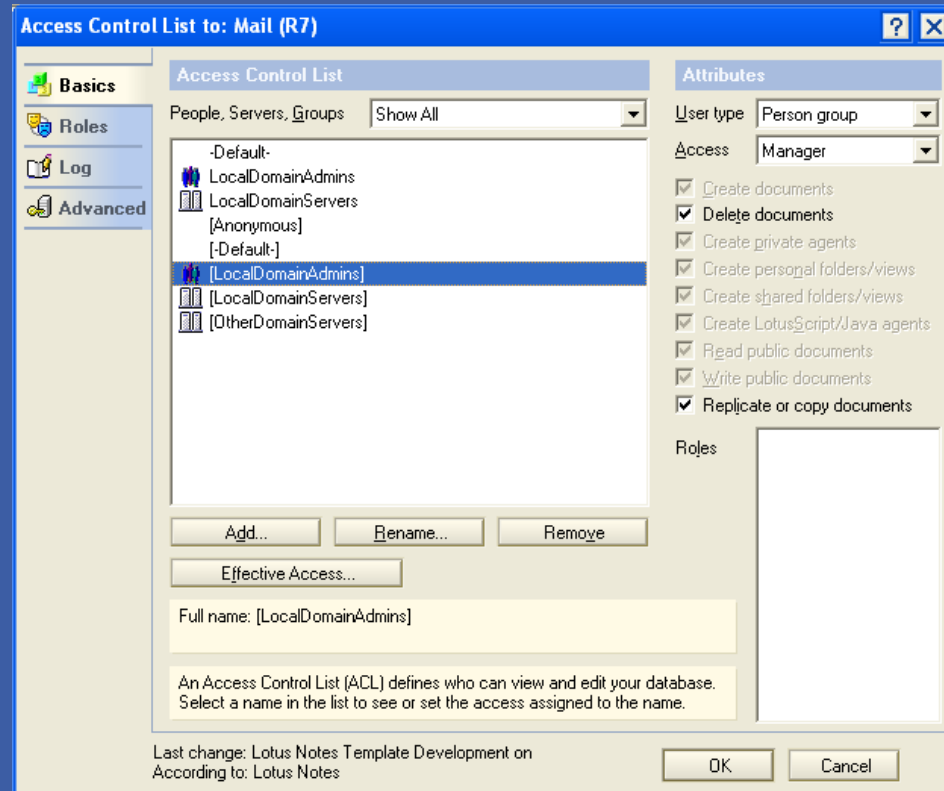 Access Control List to: Mail (R7)
Basics
Roles
Log
Advanced
Access Control List
People, Servers, Groups Show All
-Default-
LocalDomainAdmins
LocalDomainServers
[Anonymous]
[-Default-]
[LocalDomainAdmins]
[LocalDomainServers]
[OtherDomainServers]
Add... Rename... Remove
Effective Access...
Full name: [LocalDomainAdmins]
An Access Control List (ACL) defines who can view and edit your database.
Select a name in the list to see or set the access assigned to the name.
Attributes
User type Person group
Access Manager
Create documents
Delete documents
Create private agents
Create personal folders/views
Create shared folders/views
Create LotusScript/Java agents
Read public documents
Write public documents
Replicate or copy documents
Roles
Last change: Lotus Notes Template Development on
According to: Lotus Notes
OK Cancel